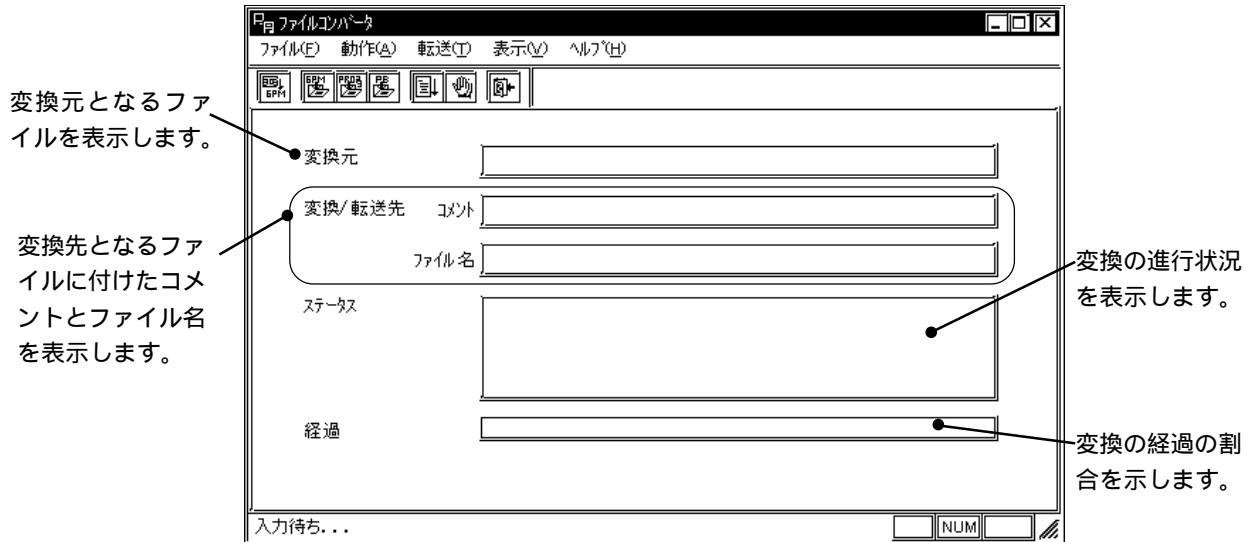 ファイルコンバータ
ファイル(F) 動作(A) 転送(T) 表示(V) ヘルプ(H)
GPM GPM PROJ
変換元となるファ
イルを表示します。
変換元
変換/転送先 コメント
ファイル名
変換先となるファ
イルに付けたコメ
ントとファイル名
を表示します。
変換の進行状況
を表示します。
ステータス
経過
変換の経過の割
合を示します。
入力待ち...
NUM